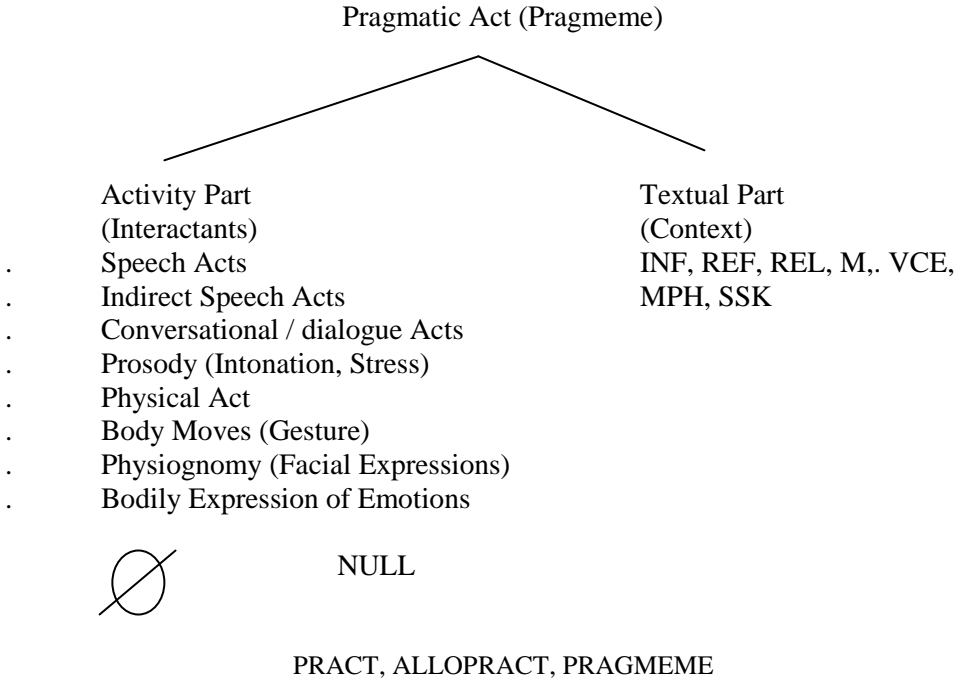 Pragmatic Act (Pragmeme)
Activity Part
(Interactants)
. Speech Acts
. Indirect Speech Acts
. Conversational / dialogue Acts
. Prosody (Intonation, Stress)
. Physical Act
. Body Moves (Gesture)
. Physiognomy (Facial Expressions)
. Bodily Expression of Emotions
Textual Part
(Context)
INF, REF, REL, M,. VCE,
MPH, SSK
NULL
PRACT, ALLOPRACT, PRAGMEME